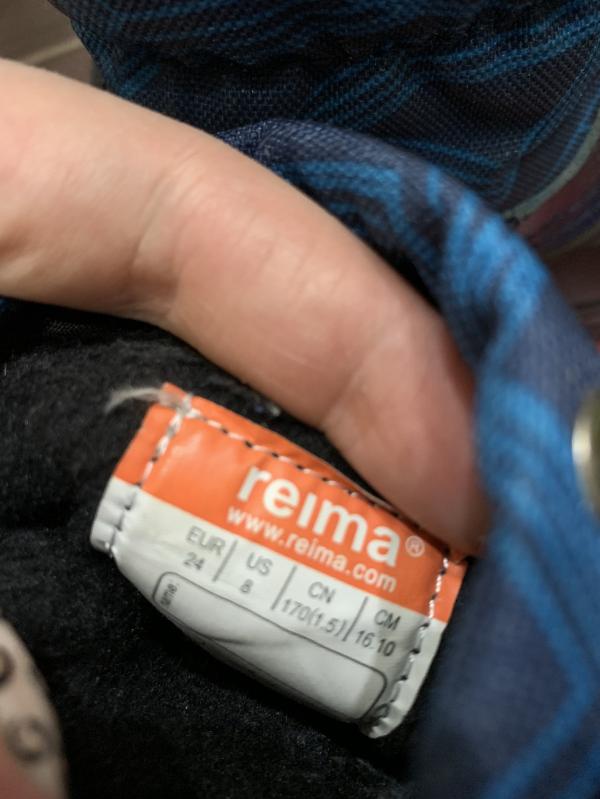 reima®
www.reima.com
EUR US CN CM
24 8 170(1.5) 16.10